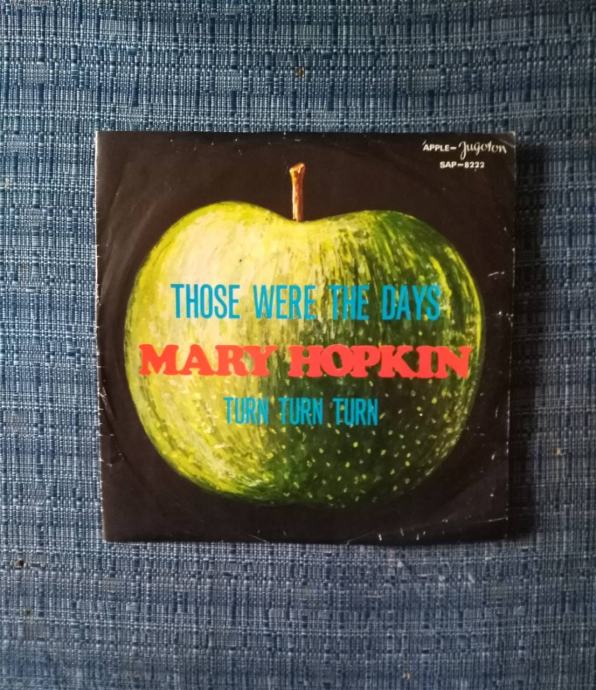 APPLE- Jugoton
SAP-8222
THOSE WERE THE DAYS
MARY HOPKIN
TURN TURN TURN